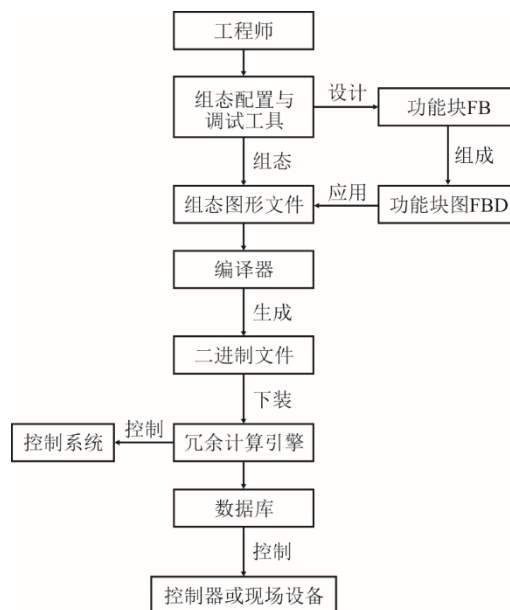 工程师
组态配置与
调试工具
设计
功能块FB
组态
组成
组态图形文件
应用
功能块图FBD
编译器
生成
二进制文件
下装
控制系统
控制
冗余计算引擎
数据库
控制
控制器或现场设备